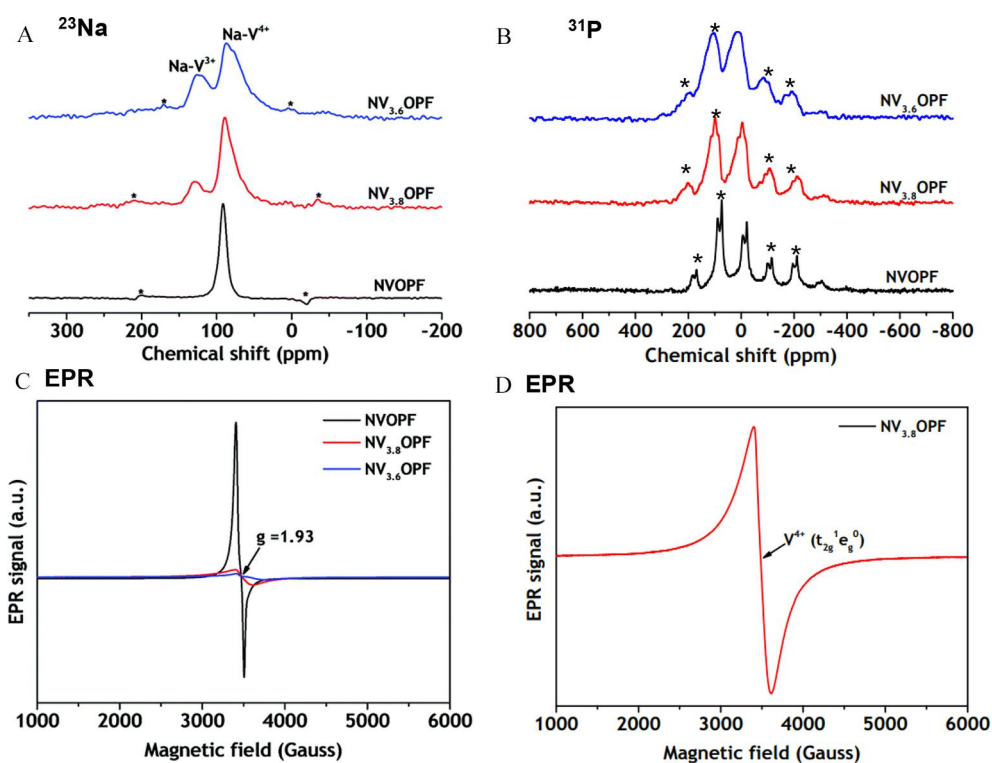 A ²³Na
Na-V⁴⁺
Na-V³⁺
* *
NV₃.₆OPF
* *
NV₃.₈OPF
* *
NVOPF
300 200 100 0 -100 -200
Chemical shift (ppm)
B ³¹P
* * * *
NV₃.₆OPF
* * * *
NV₃.₈OPF
* * * *
NVOPF
800 600 400 200 0 -200 -400 -600 -800
Chemical shift (ppm)
C EPR
EPR signal (a.u.)
NVOPF
NV₃.₈OPF
NV₃.₆OPF
g =1.93
1000 2000 3000 4000 5000 6000
Magnetic field (Gauss)
D EPR
EPR signal (a.u.)
NV₃.₈OPF
V⁴⁺ (t₂g¹eg⁰)
1000 2000 3000 4000 5000 6000
Magnetic field (Gauss)